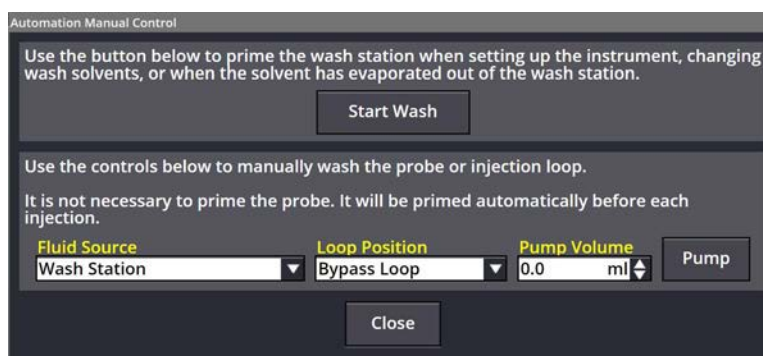 Automation Manual Control
Use the button below to prime the wash station when setting up the instrument, changing
wash solvents, or when the solvent has evaporated out of the wash station.
Start Wash
Use the controls below to manually wash the probe or injection loop.
It is not necessary to prime the probe. It will be primed automatically before each
injection.
Fluid Source Loop Position Pump Volume
Wash Station Bypass Loop 0.0 ml Pump
Close